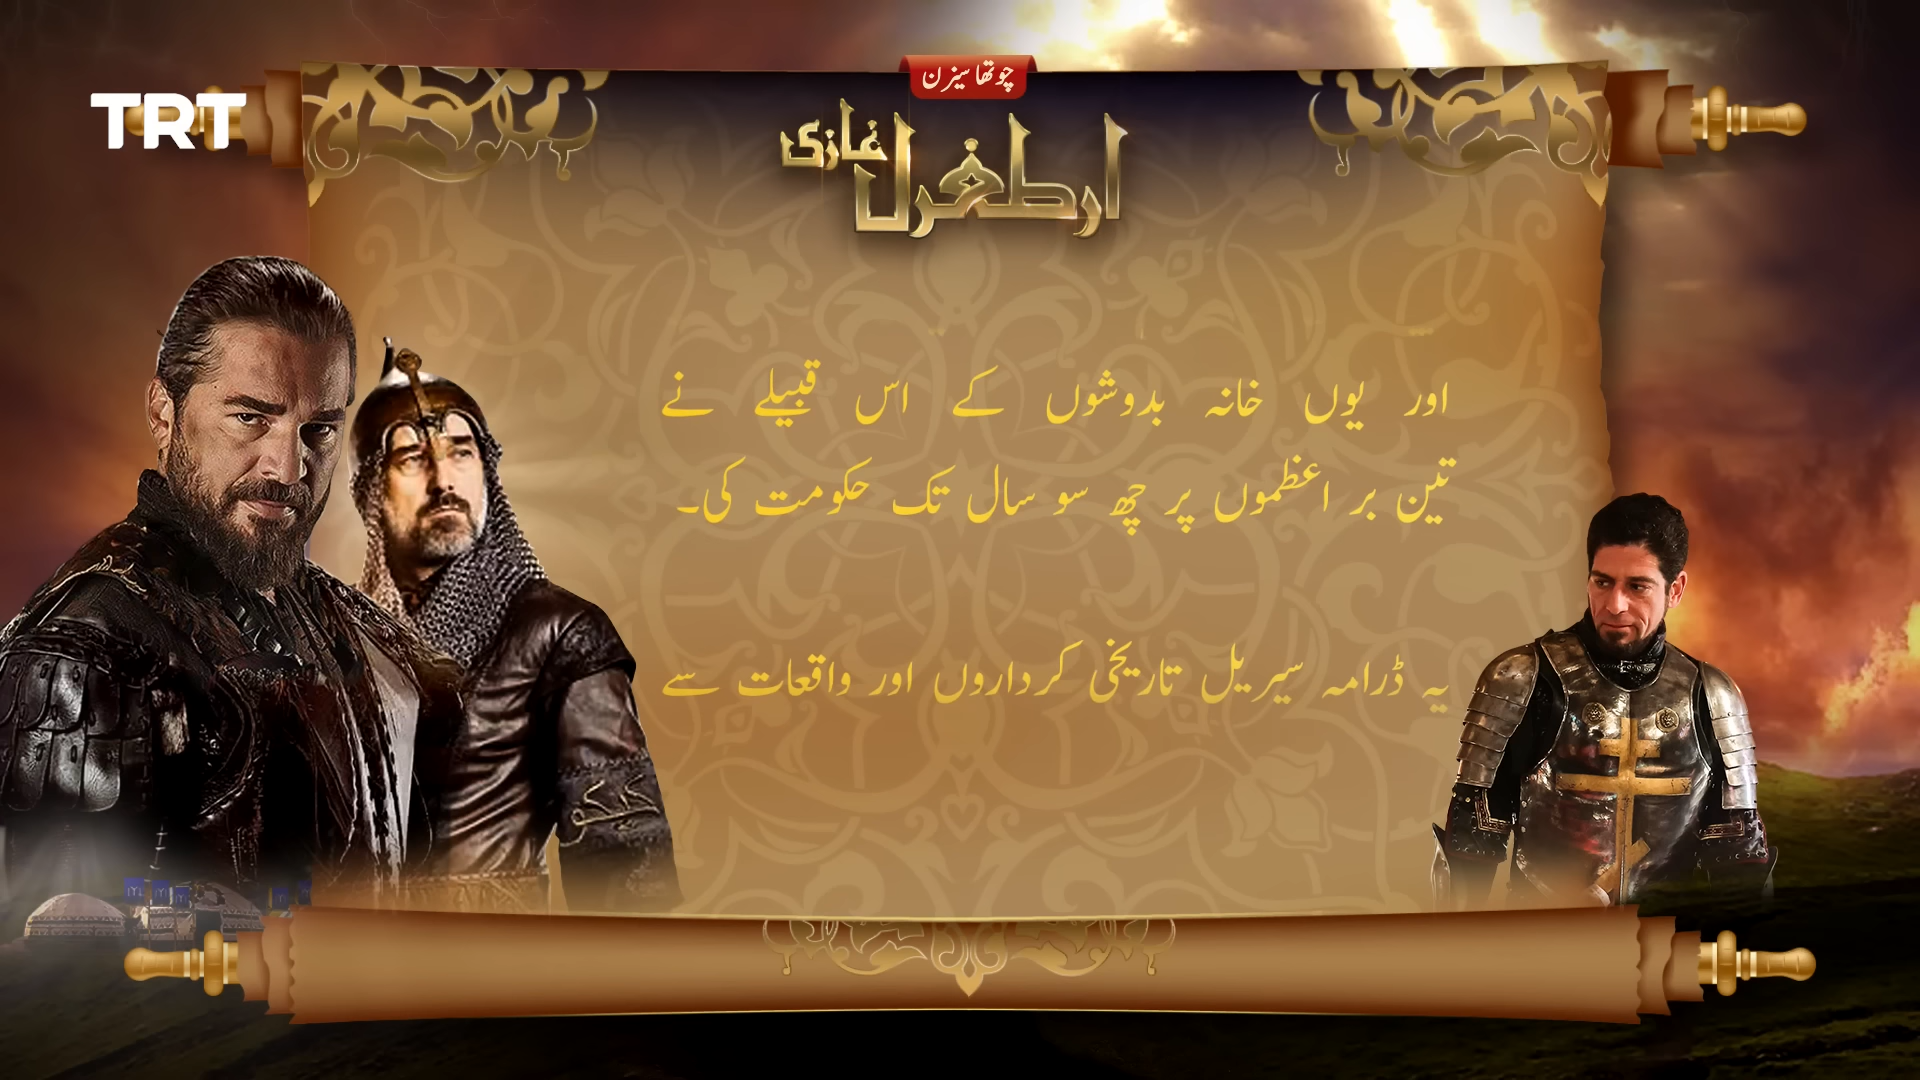 چوتھا سیزن
TRT
ارطغرل غازی
اور یوں خانہ بدوشوں کے اس قبیلے نے
تین بر اعظموں پر چھ سو سال تک حکومت کی۔
یہ ڈرامہ سیریل تاریخی کرداروں اور واقعات سے